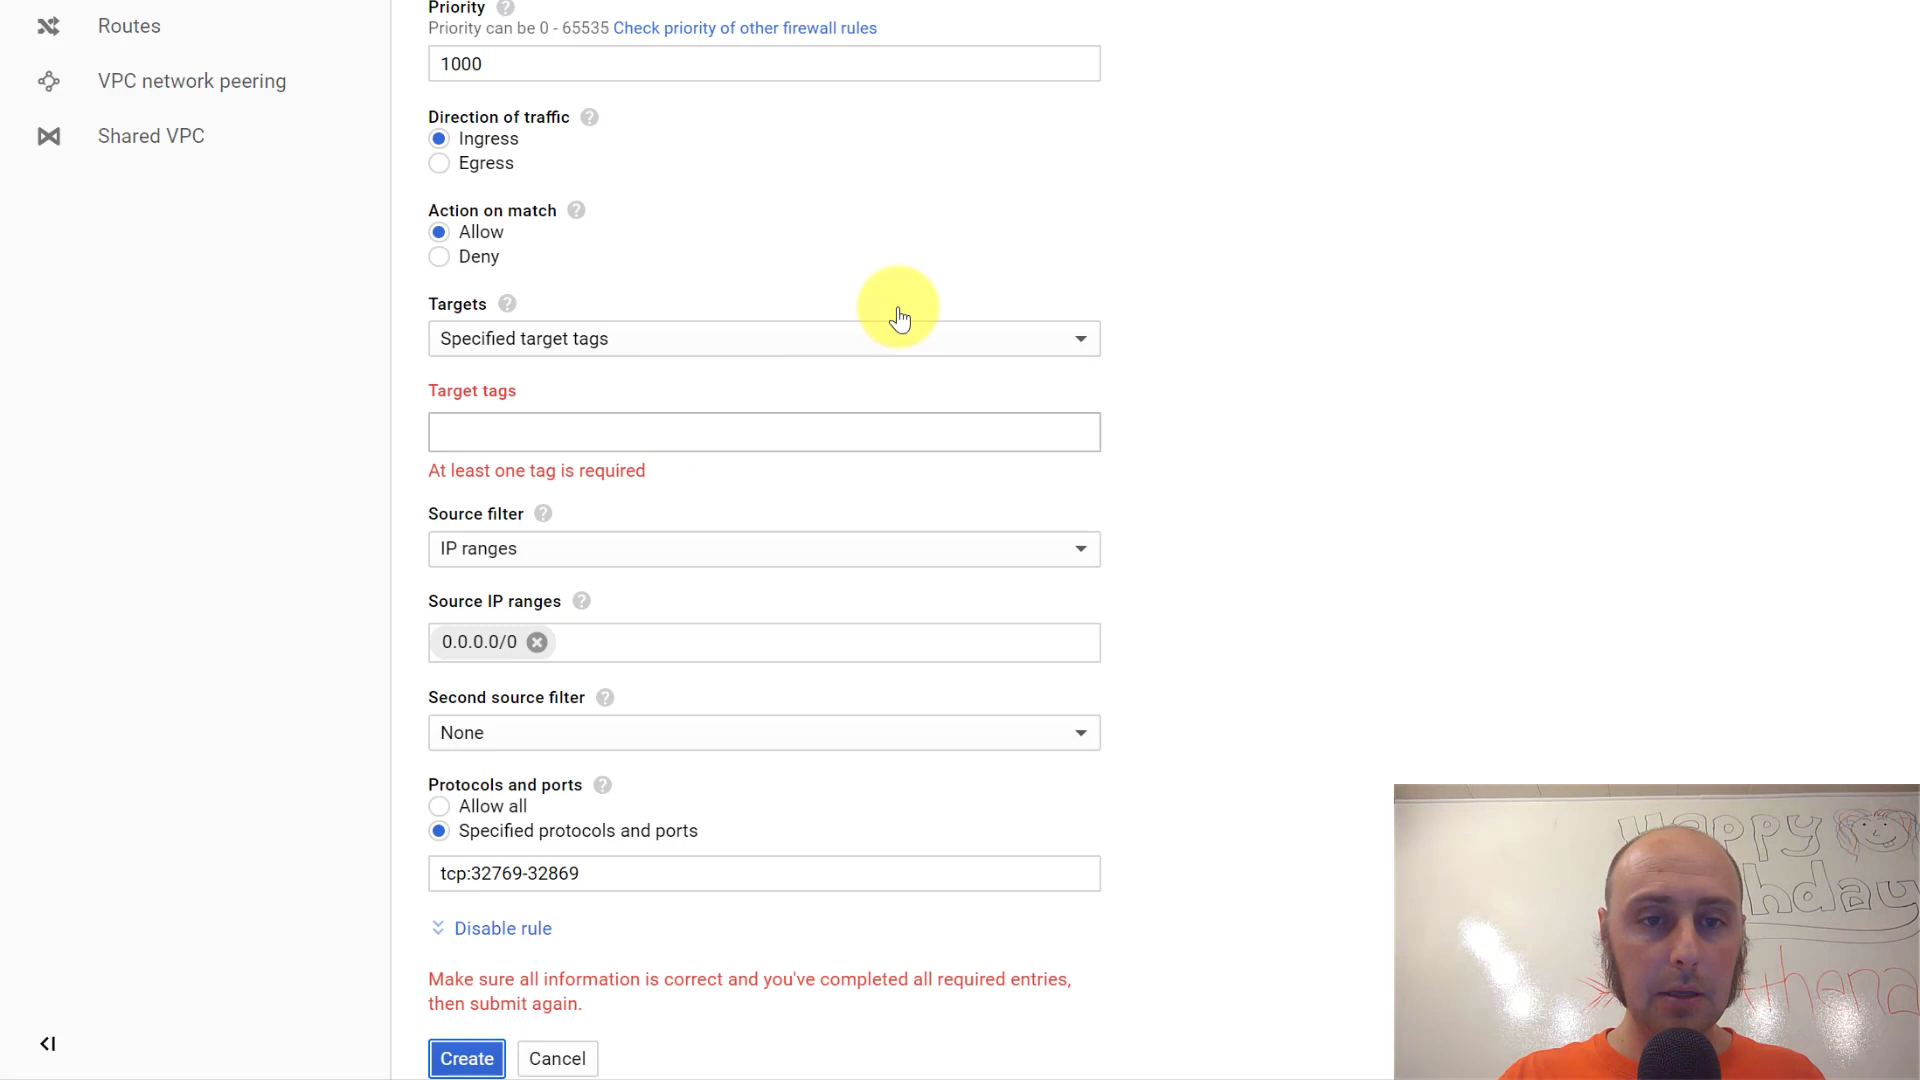 Routes
VPC network peering
Shared VPC
Priority
Priority can be 0 - 65535 Check priority of other firewall rules
1000
Direction of traffic
Ingress
Egress
Action on match
Allow
Deny
Targets
Specified target tags
Target tags
At least one tag is required
Source filter
IP ranges
Source IP ranges
0.0.0.0/0
Second source filter
None
Protocols and ports
Allow all
Specified protocols and ports
tcp:32769-32869
Disable rule
Make sure all information is correct and you've completed all required entries,
then submit again.
Create
Cancel
Happy
hday
thena